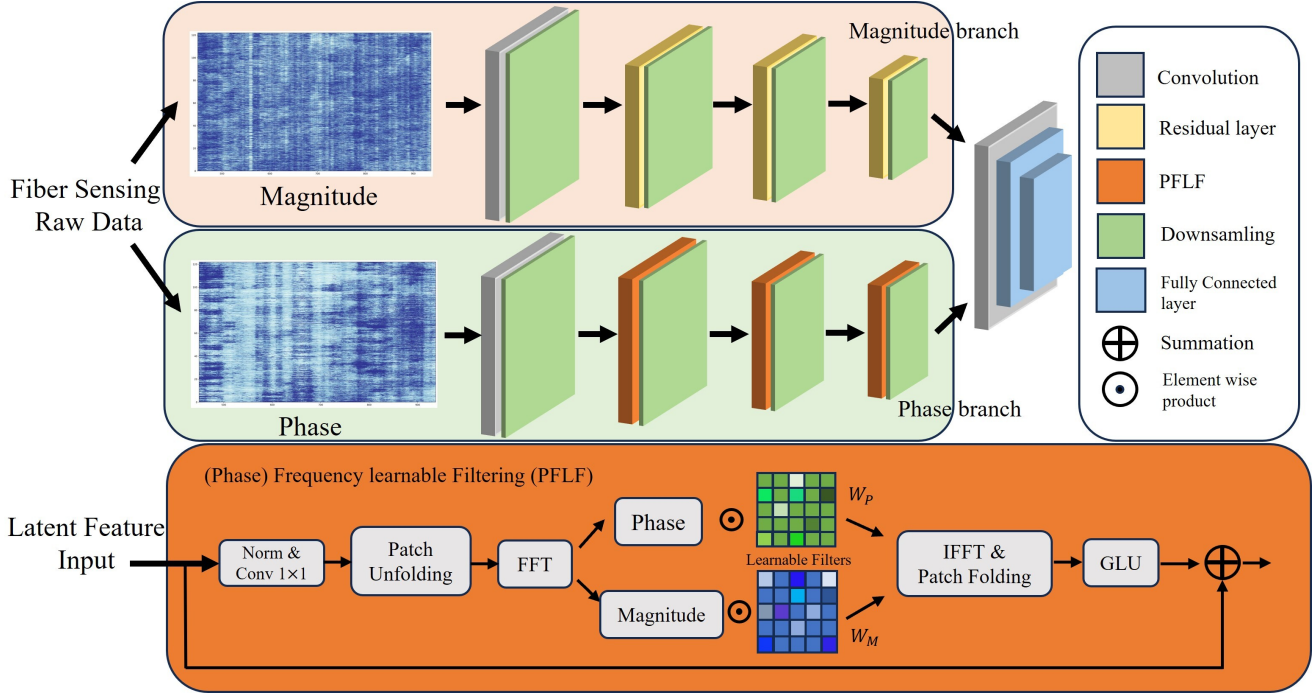 Magnitude branch
Magnitude
Fiber Sensing
Raw Data
Phase
Phase branch
Convolution
Residual layer
PFLF
Downsamling
Fully Connected
layer
Summation
Element wise
product
(Phase) Frequency learnable Filtering (PFLF)
Latent Feature
Input
Norm &
Conv 1×1
Patch
Unfolding
FFT
Phase
W_P
Learnable Filters
Magnitude
W_M
IFFT &
Patch Folding
GLU